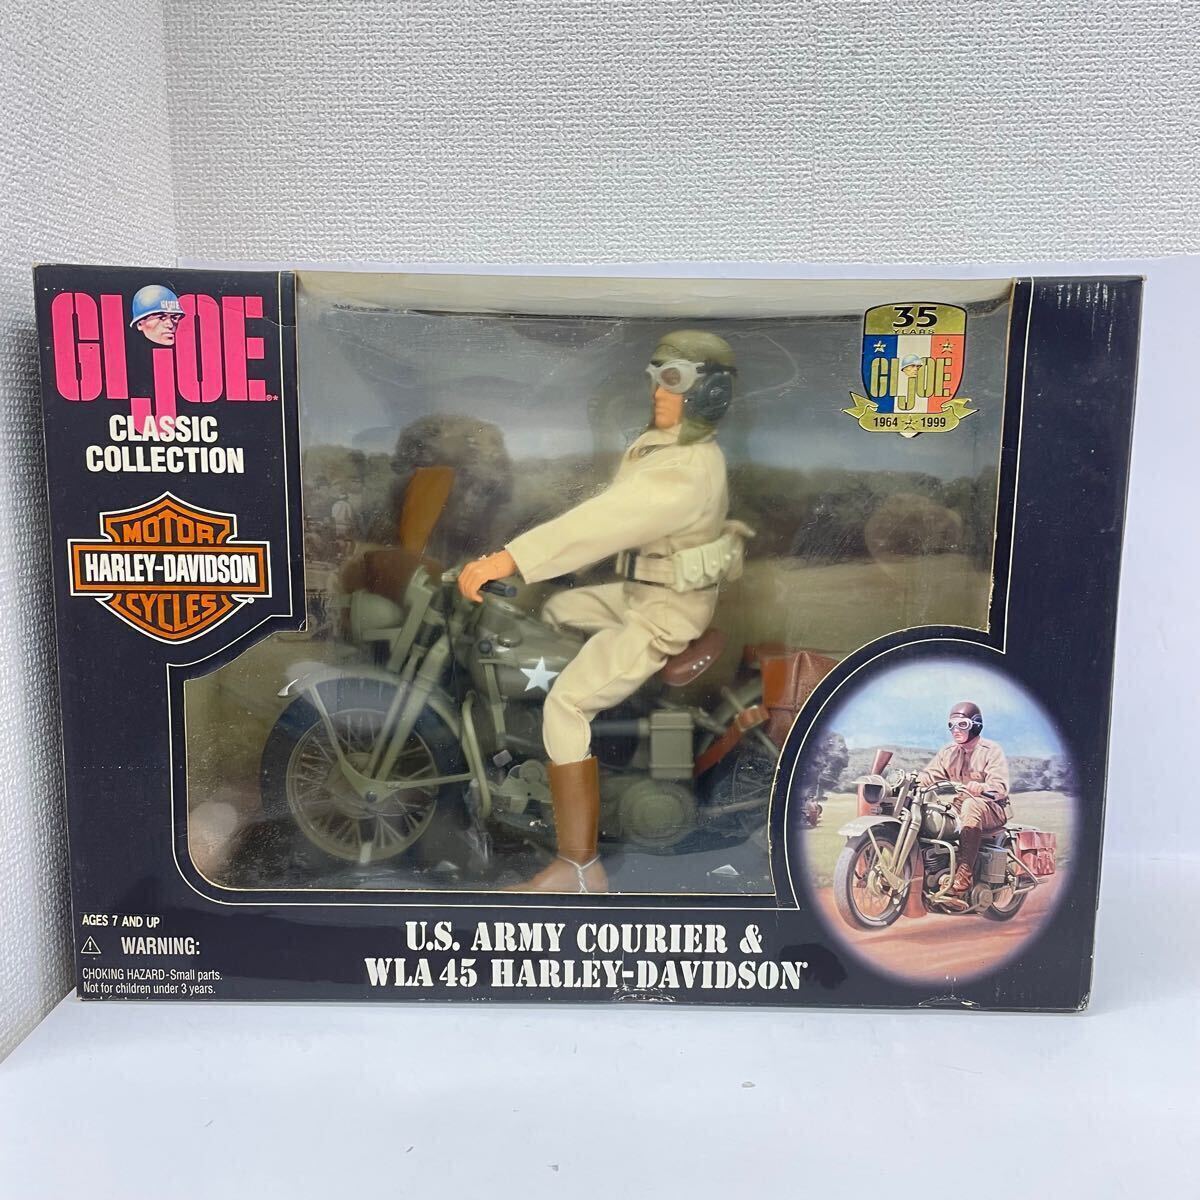 GI JOE®*
CLASSIC
COLLECTION
MOTOR
HARLEY-DAVIDSON
CYCLES®
35
YEARS
GI JOE
1964 1999
AGES 7 AND UP
⚠ WARNING:
CHOKING HAZARD-Small parts.
Not for children under 3 years.
U.S. ARMY COURIER &
WLA 45 HARLEY-DAVIDSON®